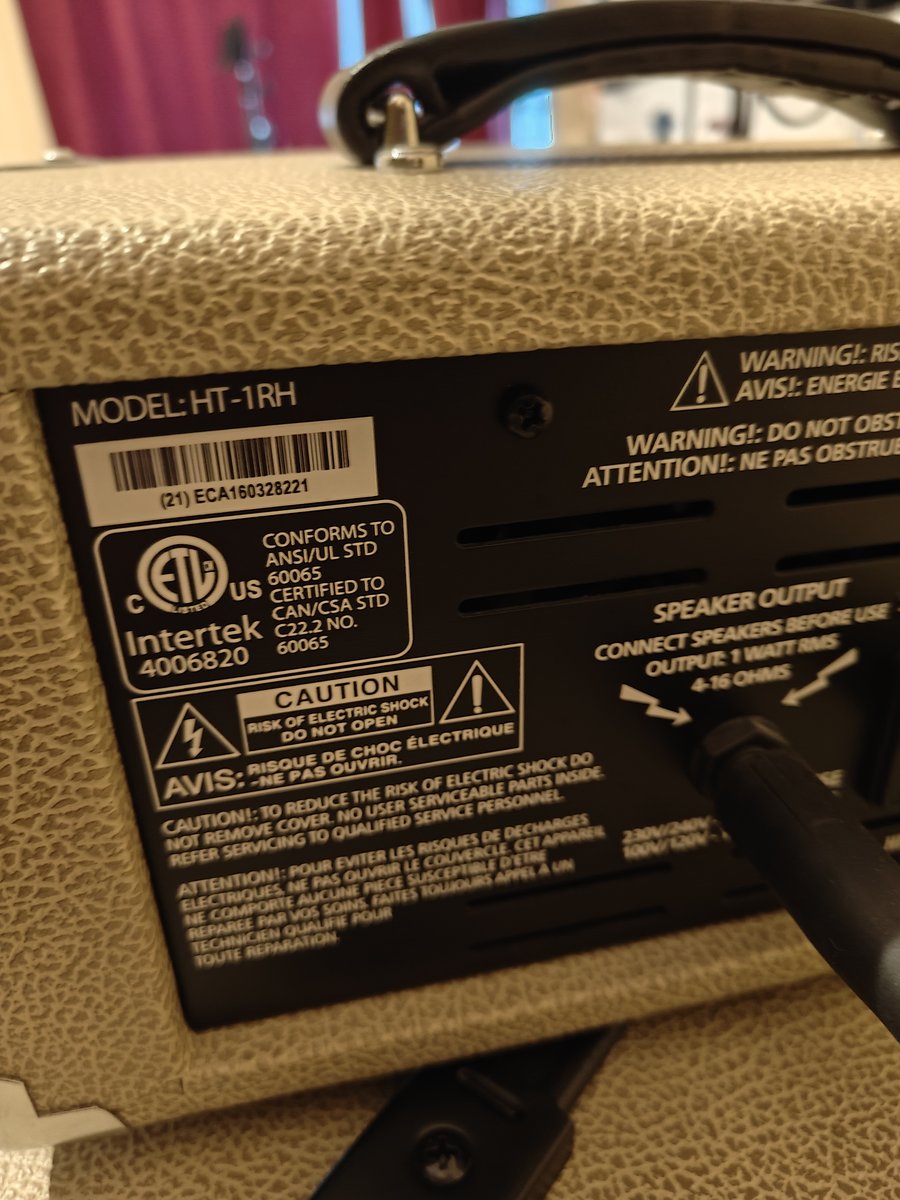 MODEL: HT-1RH
(21) ECA160328221
C ETL US
LISTED
Intertek
4006820
CONFORMS TO
ANSI/UL STD
60065
CERTIFIED TO
CAN/CSA STD
C22.2 NO.
60065
CAUTION
RISK OF ELECTRIC SHOCK
DO NOT OPEN
AVIS: RISQUE DE CHOC ÉLECTRIQUE
-NE PAS OUVRIR.
CAUTION!: TO REDUCE THE RISK OF ELECTRIC SHOCK DO
NOT REMOVE COVER. NO USER SERVICEABLE PARTS INSIDE.
REFER SERVICING TO QUALIFIED SERVICE PERSONNEL.
ATTENTION!: POUR EVITER LES RISQUES DE DECHARGES
ELECTRIQUES, NE PAS OUVRIR LE COUVERCLE. CET APPAREIL
NE COMPORTE AUCUNE PIECE SUSCEPTIBLE D'ETRE
REPAREE PAR VOS SOINS. FAITES TOUJOURS APPEL A UN
TECHNICIEN QUALIFIE POUR
TOUTE REPARATION.
WARNING!: RIS
AVIS!: ENERGIE E
WARNING!: DO NOT OBST
ATTENTION!: NE PAS OBSTRUE
SPEAKER OUTPUT
CONNECT SPEAKERS BEFORE USE
OUTPUT: 1 WATT RMS
4-16 OHMS
230V/240V
100V/120V